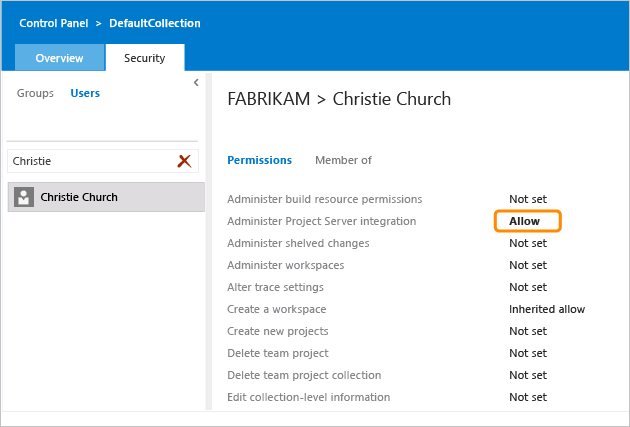 Control Panel > DefaultCollection
Overview Security
Groups Users
Christie
Christie Church
FABRIKAM > Christie Church
Permissions Member of
Administer build resource permissions Not set
Administer Project Server integration Allow
Administer shelved changes Not set
Administer workspaces Not set
Alter trace settings Not set
Create a workspace Inherited allow
Create new projects Not set
Delete team project Not set
Delete team project collection Not set
Edit collection-level information Not set